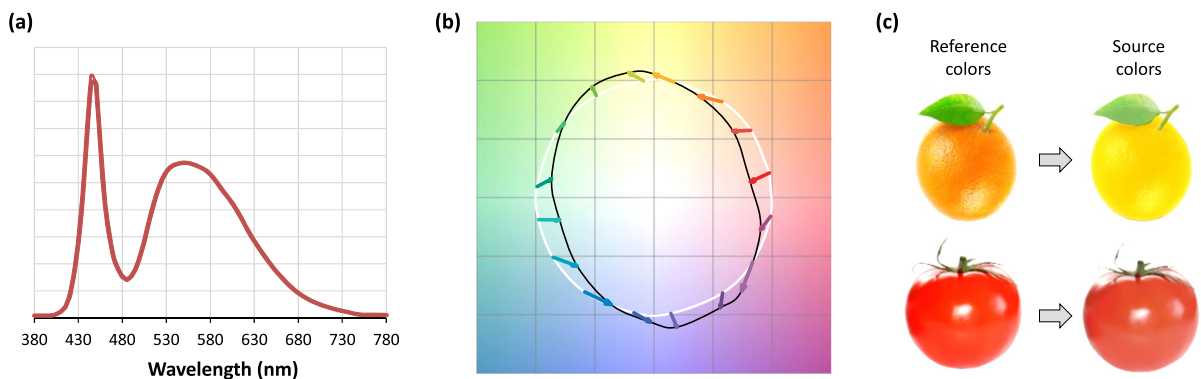 (a)
380 430 480 530 580 630 680 730 780
Wavelength (nm)
(b)
(c)
Reference
colors
Source
colors